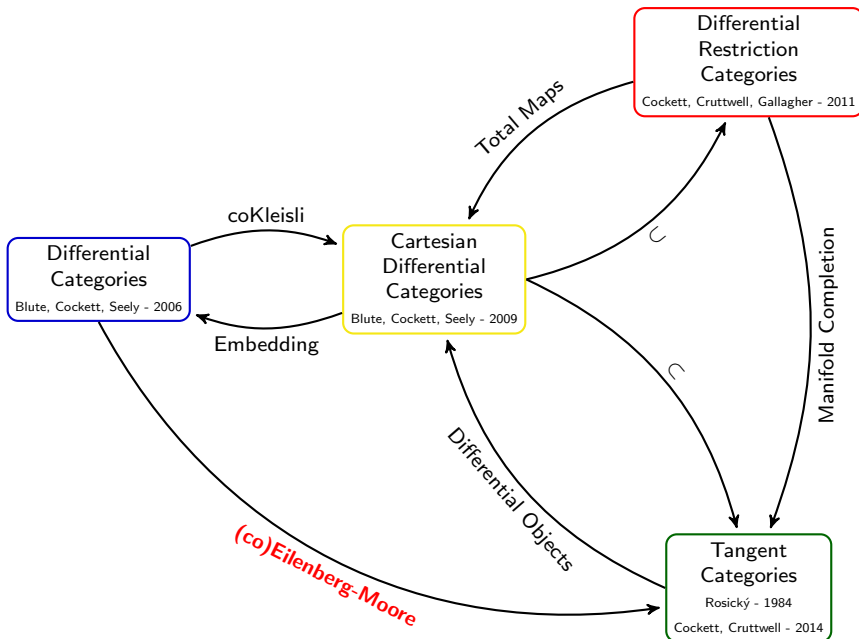 Differential
Restriction
Categories
Cockett, Cruttwell, Gallagher - 2011
Total Maps
coKleisli
Differential
Categories
Blute, Cockett, Seely - 2006
Cartesian
Differential
Categories
Blute, Cockett, Seely - 2009
⊂
Embedding
⊂
Manifold Completion
Differential Objects
(co)Eilenberg-Moore
Tangent
Categories
Rosický - 1984
Cockett, Cruttwell - 2014